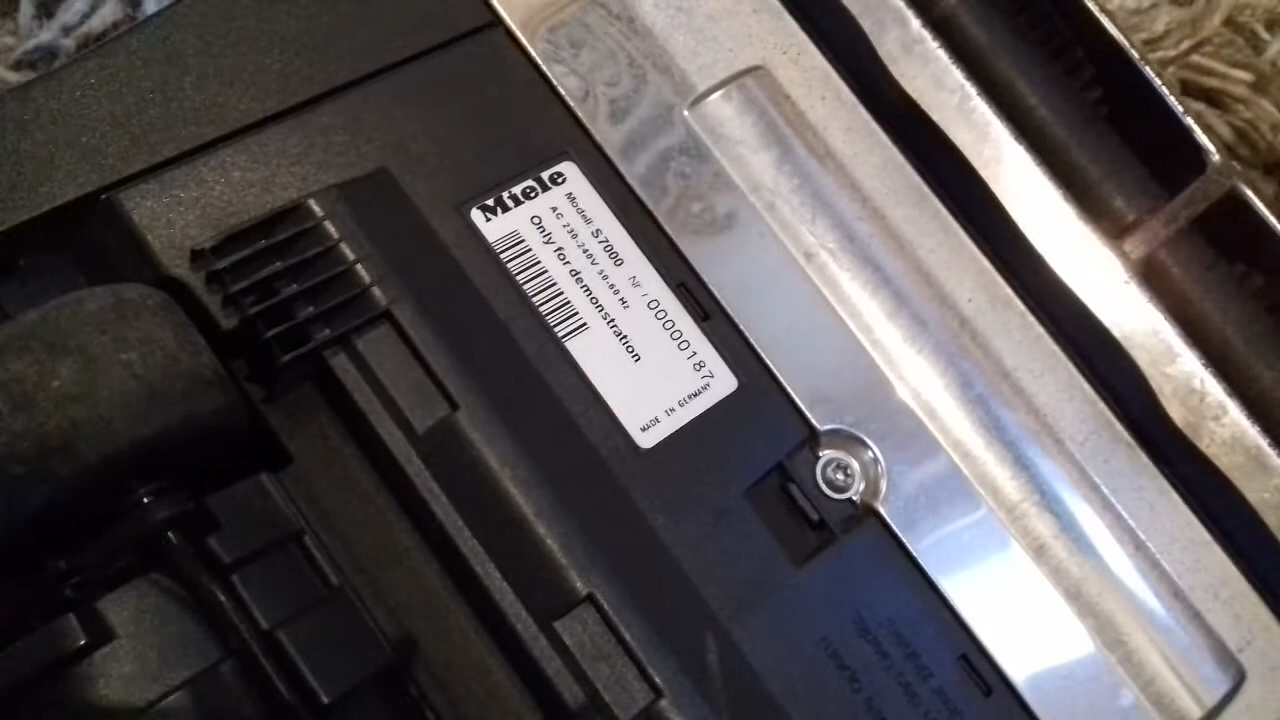 Miele
Modell: S7000 Nr / 00000187
AC 230-240V 50-60 Hz
Only for demonstration
MADE IN GERMANY